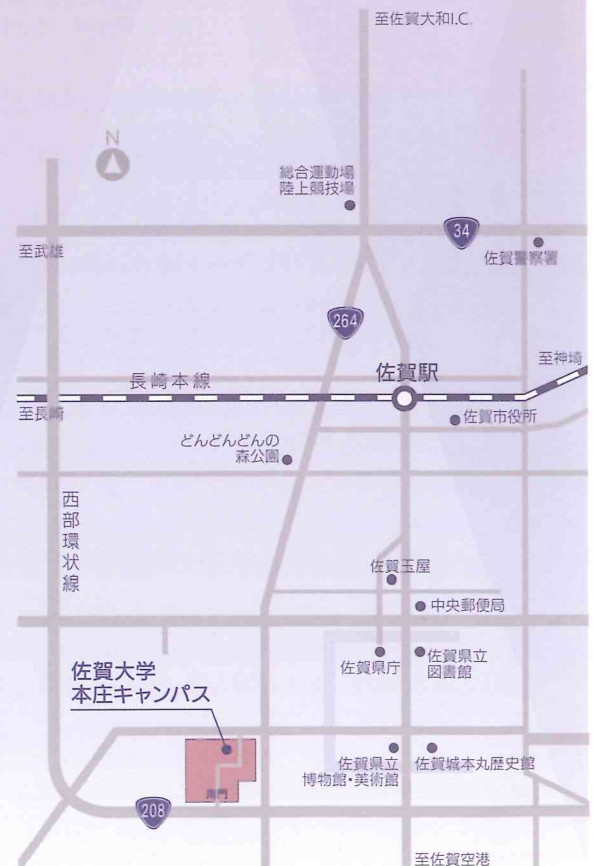 至佐賀大和I.C.
N
総合運動場
陸上競技場
34
至武雄
佐賀警察署
264
至神埼
佐賀駅
長崎本線
至長崎
佐賀市役所
どんどんどんの
森公園
西部環状線
佐賀玉屋
中央郵便局
佐賀県庁
佐賀県立
図書館
佐賀大学
本庄キャンパス
佐賀県立
博物館・美術館
佐賀城本丸歴史館
南門
208
至佐賀空港